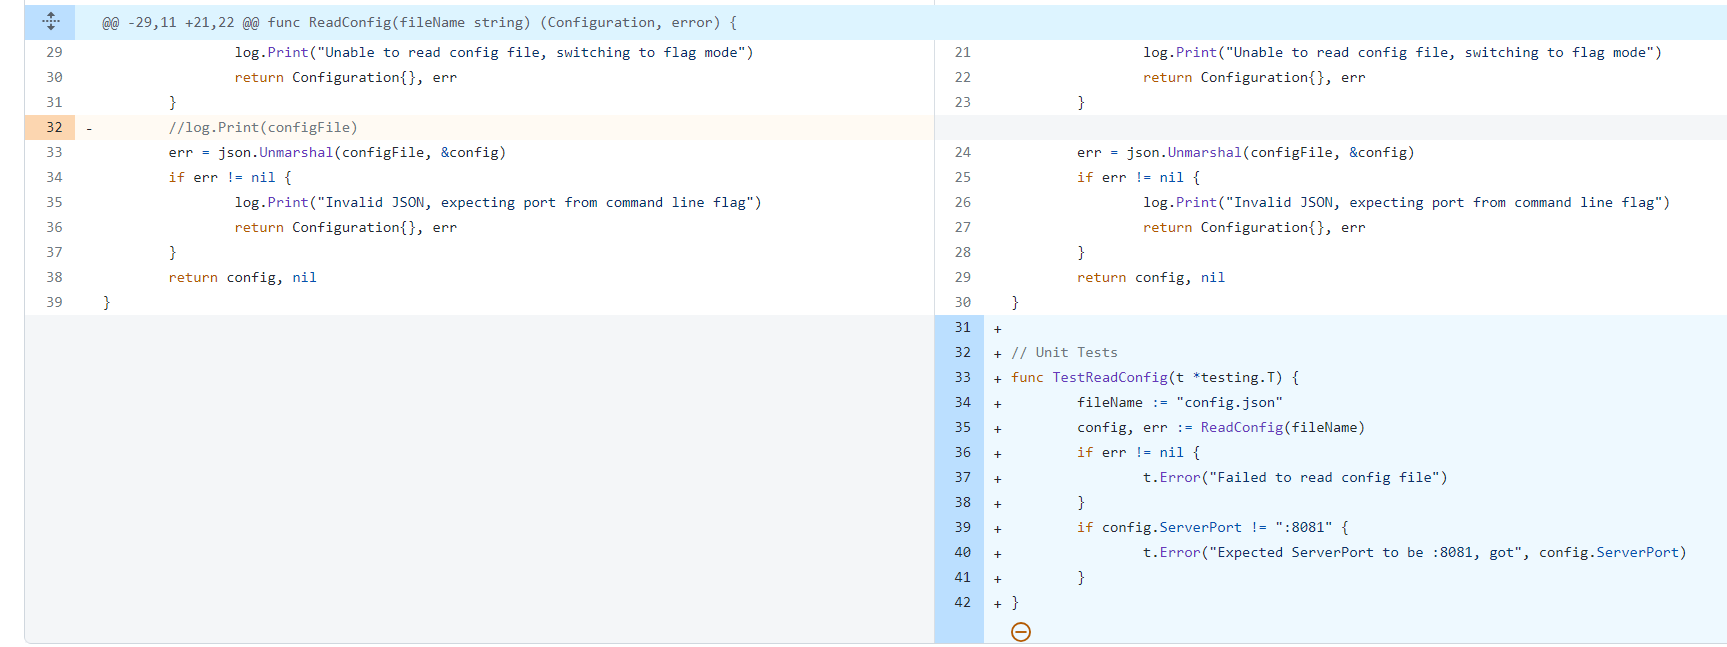 @@ -29,11 +21,22 @@ func ReadConfig(fileName string) (Configuration, error) {
29 log.Print("Unable to read config file, switching to flag mode")
30 return Configuration{}, err
31 }
32 - //log.Print(configFile)
33 err = json.Unmarshal(configFile, &config)
34 if err != nil {
35 log.Print("Invalid JSON, expecting port from command line flag")
36 return Configuration{}, err
37 }
38 return config, nil
39 }
21 log.Print("Unable to read config file, switching to flag mode")
22 return Configuration{}, err
23 }
24 err = json.Unmarshal(configFile, &config)
25 if err != nil {
26 log.Print("Invalid JSON, expecting port from command line flag")
27 return Configuration{}, err
28 }
29 return config, nil
30 }
31 +
32 + // Unit Tests
33 + func TestReadConfig(t *testing.T) {
34 + fileName := "config.json"
35 + config, err := ReadConfig(fileName)
36 + if err != nil {
37 + t.Error("Failed to read config file")
38 + }
39 + if config.ServerPort != ":8081" {
40 + t.Error("Expected ServerPort to be :8081, got", config.ServerPort)
41 + }
42 + }